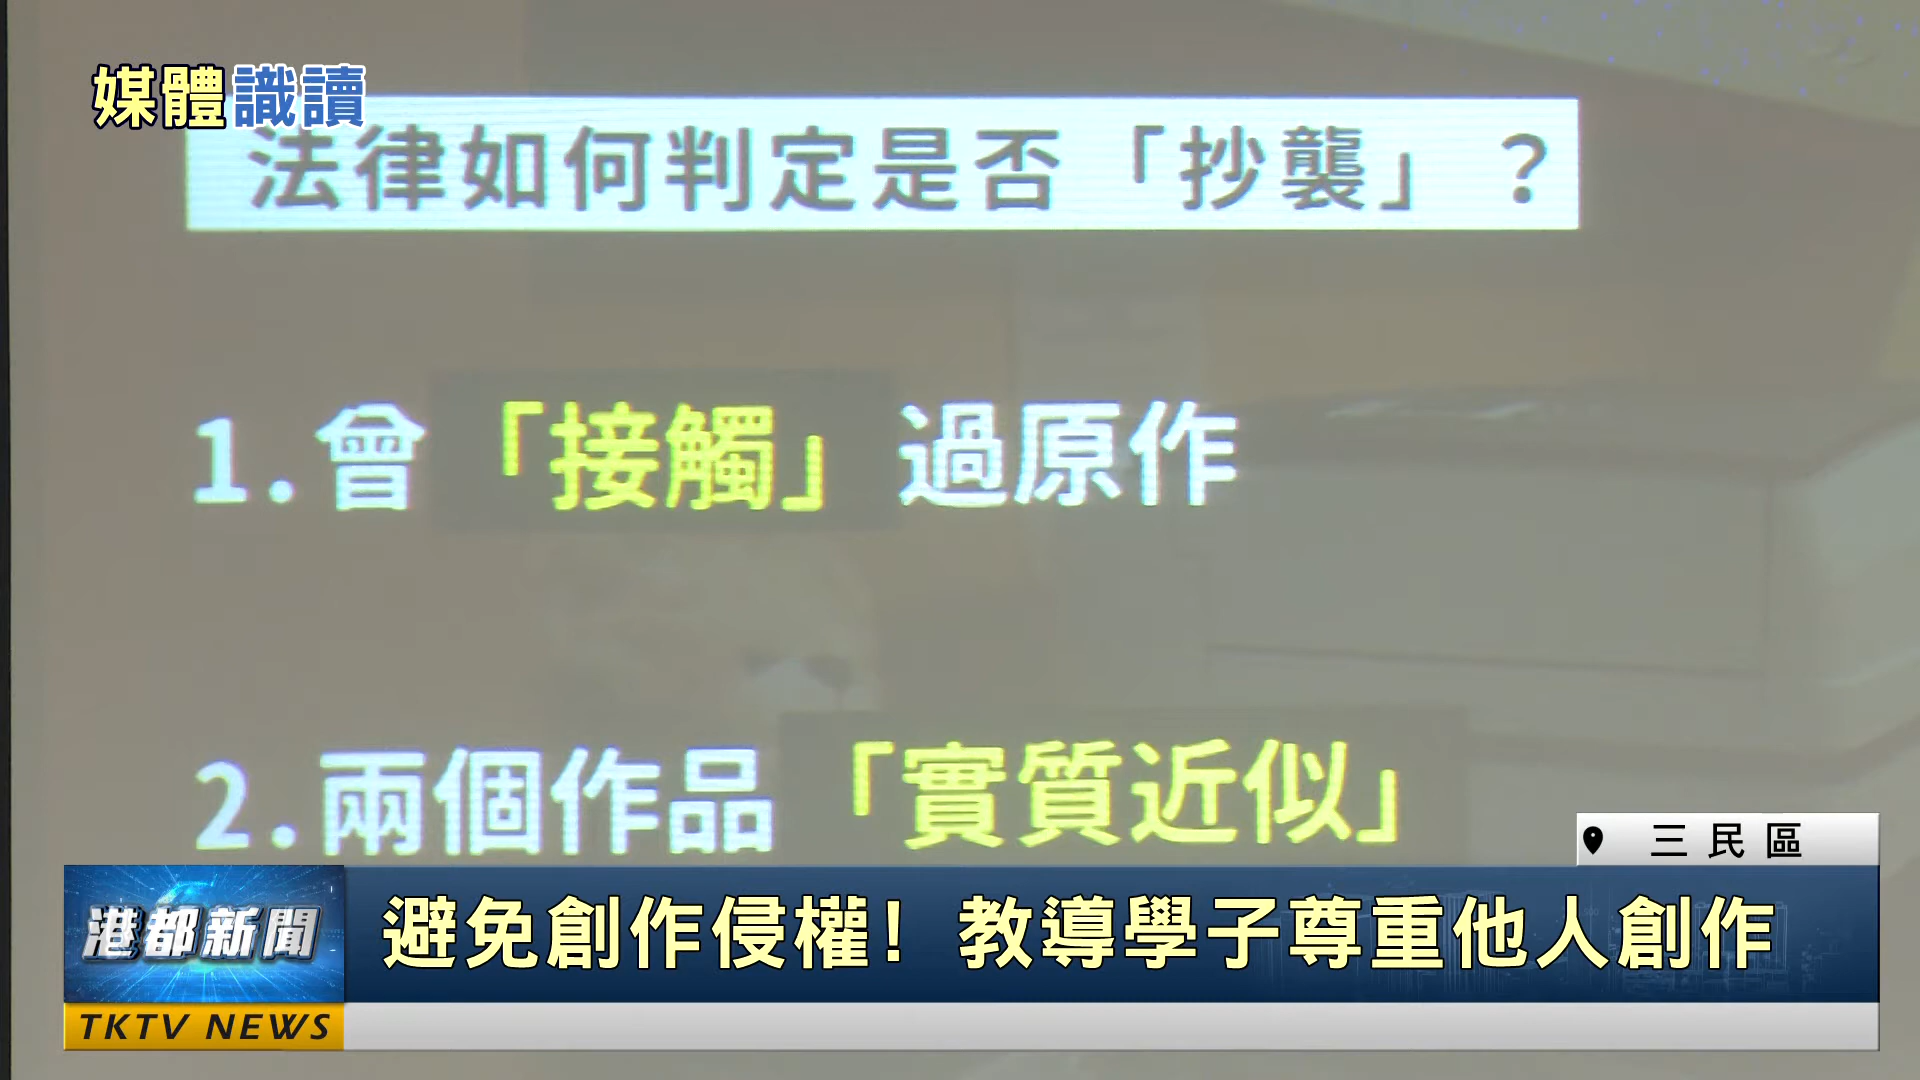 媒體識讀
法律如何判定是否「抄襲」？
1.曾「接觸」過原作
2.兩個作品「實質近似」
三民區
港都新聞
避免創作侵權！教導學子尊重他人創作
TKTV NEWS